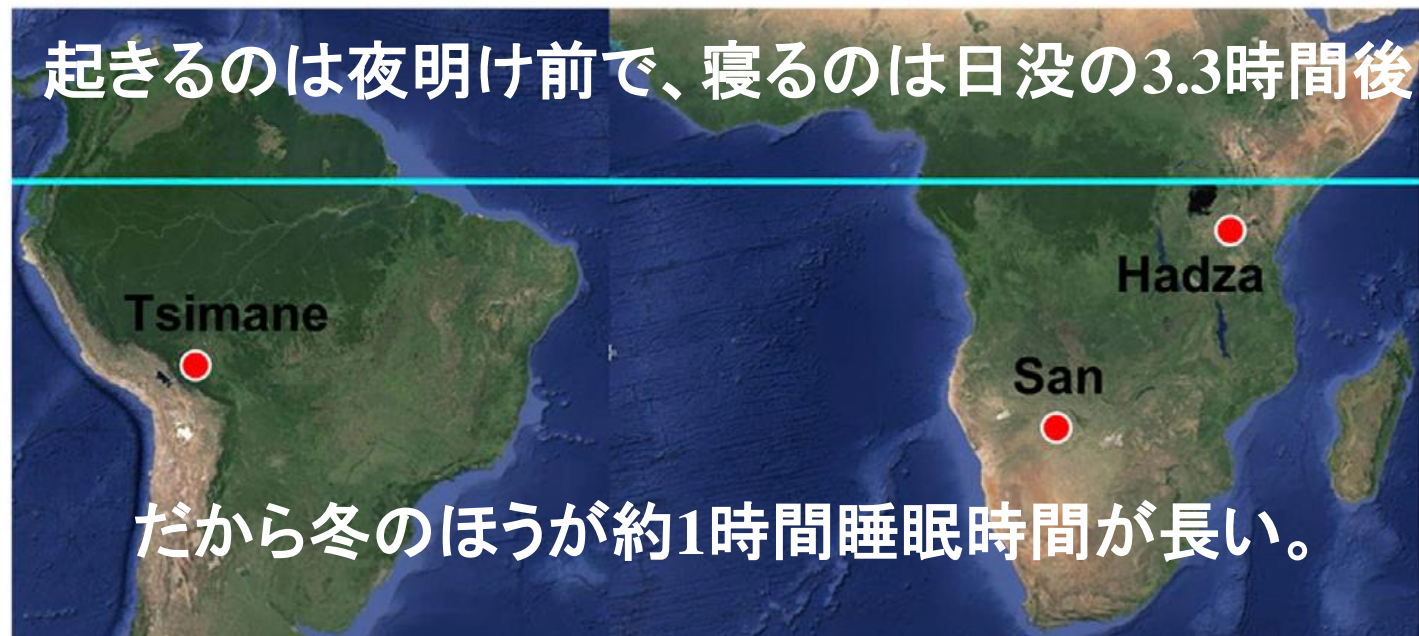 起きるのは夜明け前で、寝るのは日没の3.3時間後
Tsimane
Hadza
San
だから冬のほうが約1時間睡眠時間が長い。